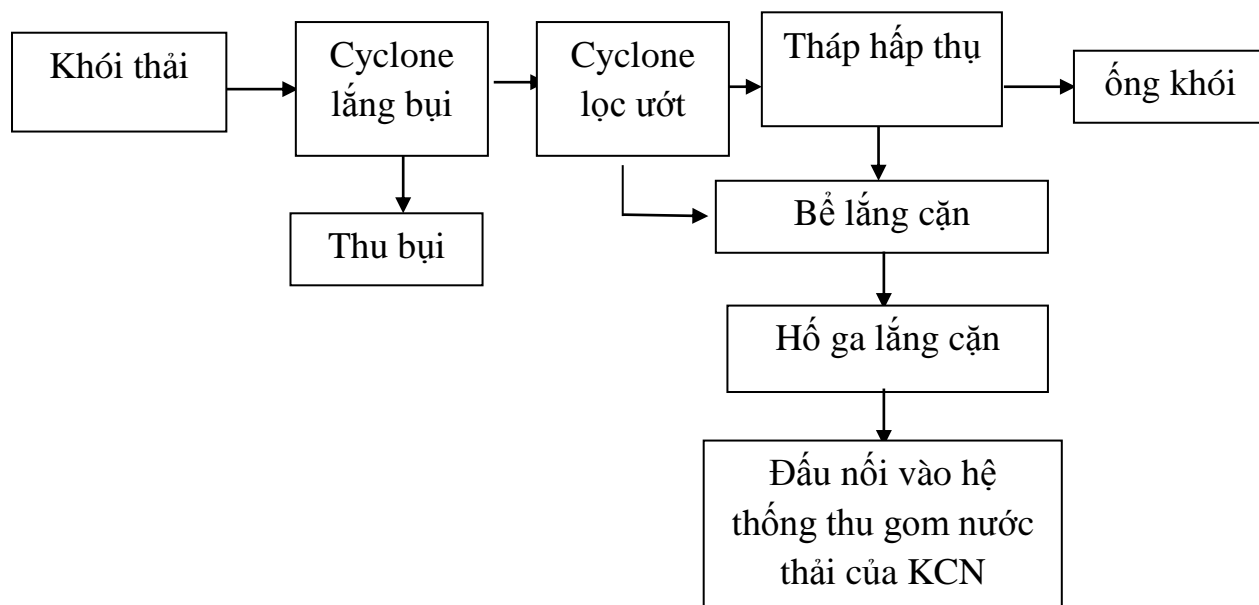 Khói thải
Cyclone
lắng bụi
Cyclone
lọc ướt
Tháp hấp thụ
ống khói
Thu bụi
Bể lắng cặn
Hố ga lắng cặn
Đấu nối vào hệ
thống thu gom nước
thải của KCN